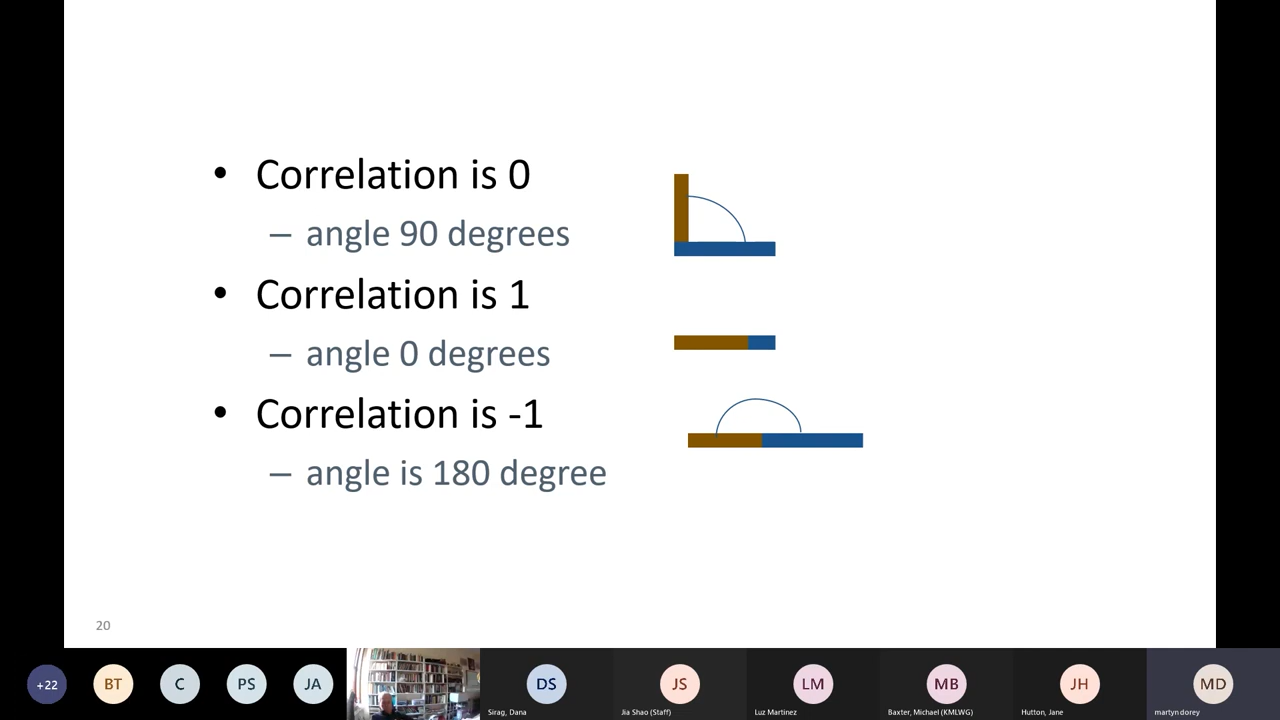 • Correlation is 0
– angle 90 degrees
• Correlation is 1
– angle 0 degrees
• Correlation is -1
– angle is 180 degree
20
+22
BT
C
PS
JA
DS
JS
LM
MB
JH
MD
Sirag, Dana
Jia Shao (Staff)
Luz Martinez
Baxter, Michael (KMLWG)
Hutton, Jane
martyn dorey